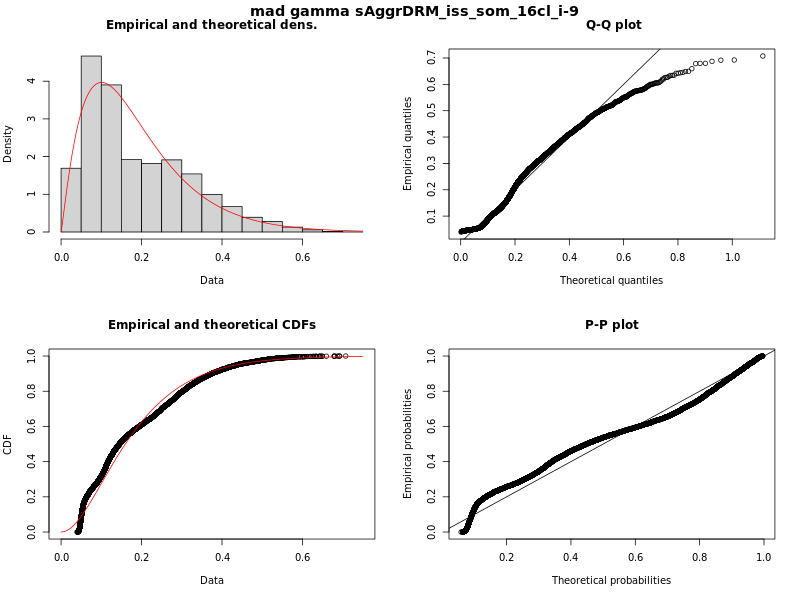 mad gamma sAggrDRM_iss_som_16cl_i-9
Empirical and theoretical dens.
Density
0 1 2 3 4
0.0 0.2 0.4 0.6
Data
Q-Q plot
Empirical quantiles
0.1 0.2 0.3 0.4 0.5 0.6 0.7
0.0 0.2 0.4 0.6 0.8 1.0
Theoretical quantiles
Empirical and theoretical CDFs
CDF
0.0 0.2 0.4 0.6 0.8 1.0
0.0 0.2 0.4 0.6
Data
P-P plot
Empirical probabilities
0.0 0.2 0.4 0.6 0.8 1.0
0.2 0.4 0.6 0.8 1.0
Theoretical probabilities